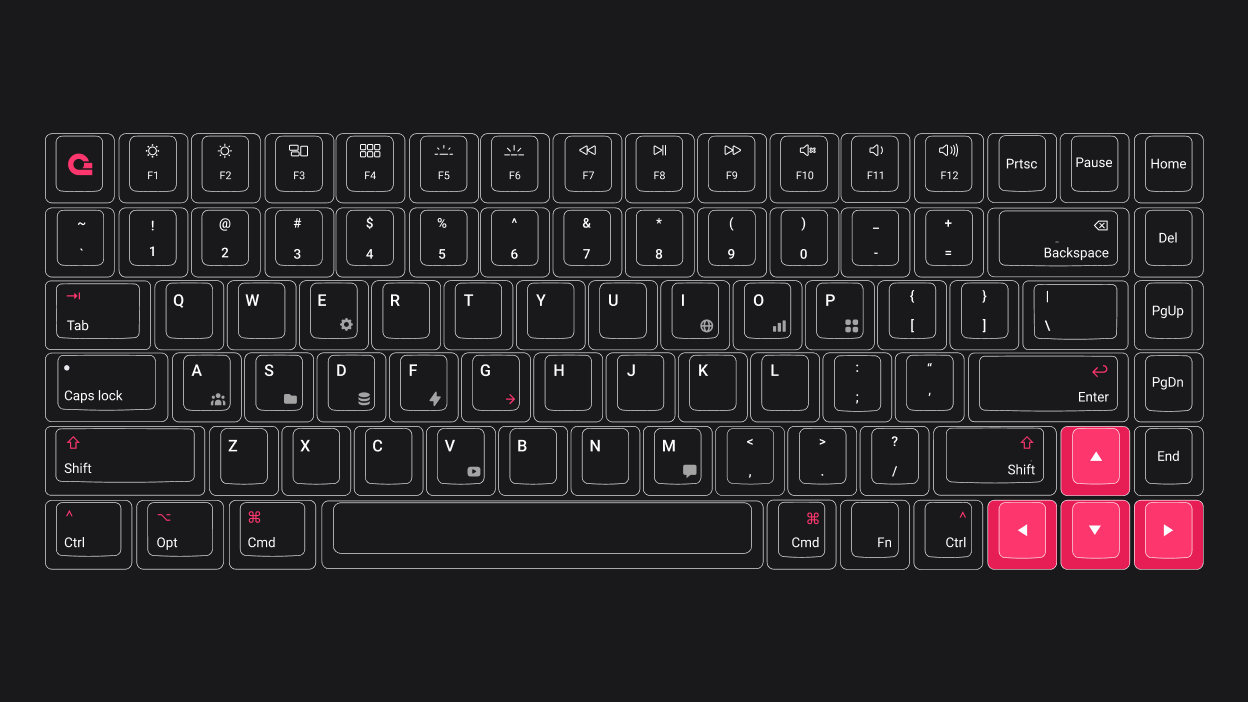 F1 F2 F3 F4 F5 F6 F7 F8 F9 F10 F11 F12 Prtsc Pause Home
~ ! @ # $ % ^ & * ( ) _ +
` 1 2 3 4 5 6 7 8 9 0 - = Backspace Del
Q W E R T Y U I O P { } |
Tab [ ] \ PgUp
A S D F G H J K L : “
Caps lock ; ‘ Enter PgDn
Z X C V B N M < > ?
Shift , . / Shift End
^ ⌥ ⌘ ⌘ ^
Ctrl Opt Cmd Cmd Fn Ctrl